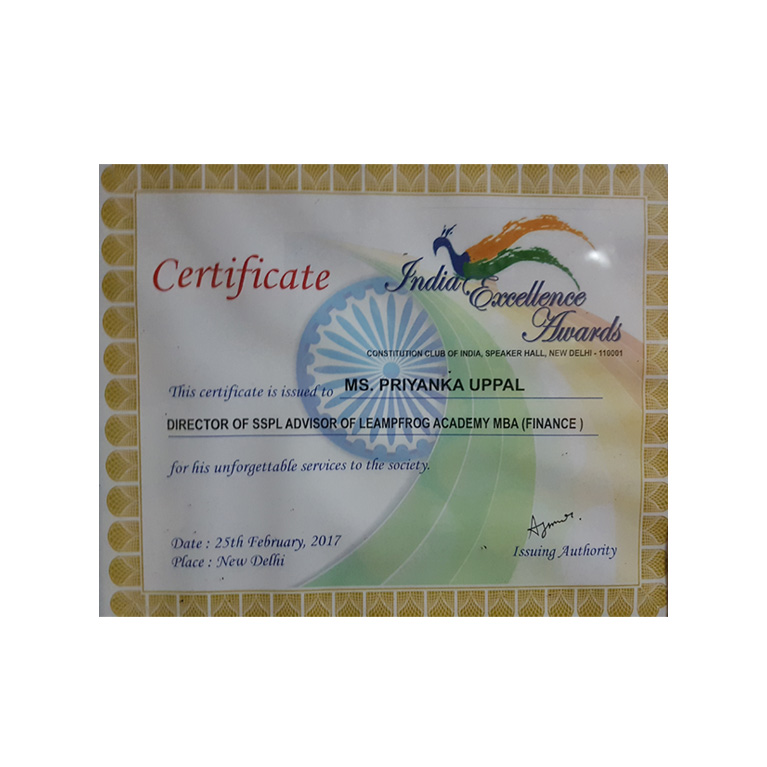 Certificate
India Excellence Awards
CONSTITUTION CLUB OF INDIA, SPEAKER HALL, NEW DELHI - 110001
This certificate is issued to MS. PRIYANKA UPPAL
DIRECTOR OF SSPL ADVISOR OF LEAMPFROG ACADEMY MBA (FINANCE )
for his unforgettable services to the society.
Date : 25th February, 2017
Place : New Delhi
Issuing Authority